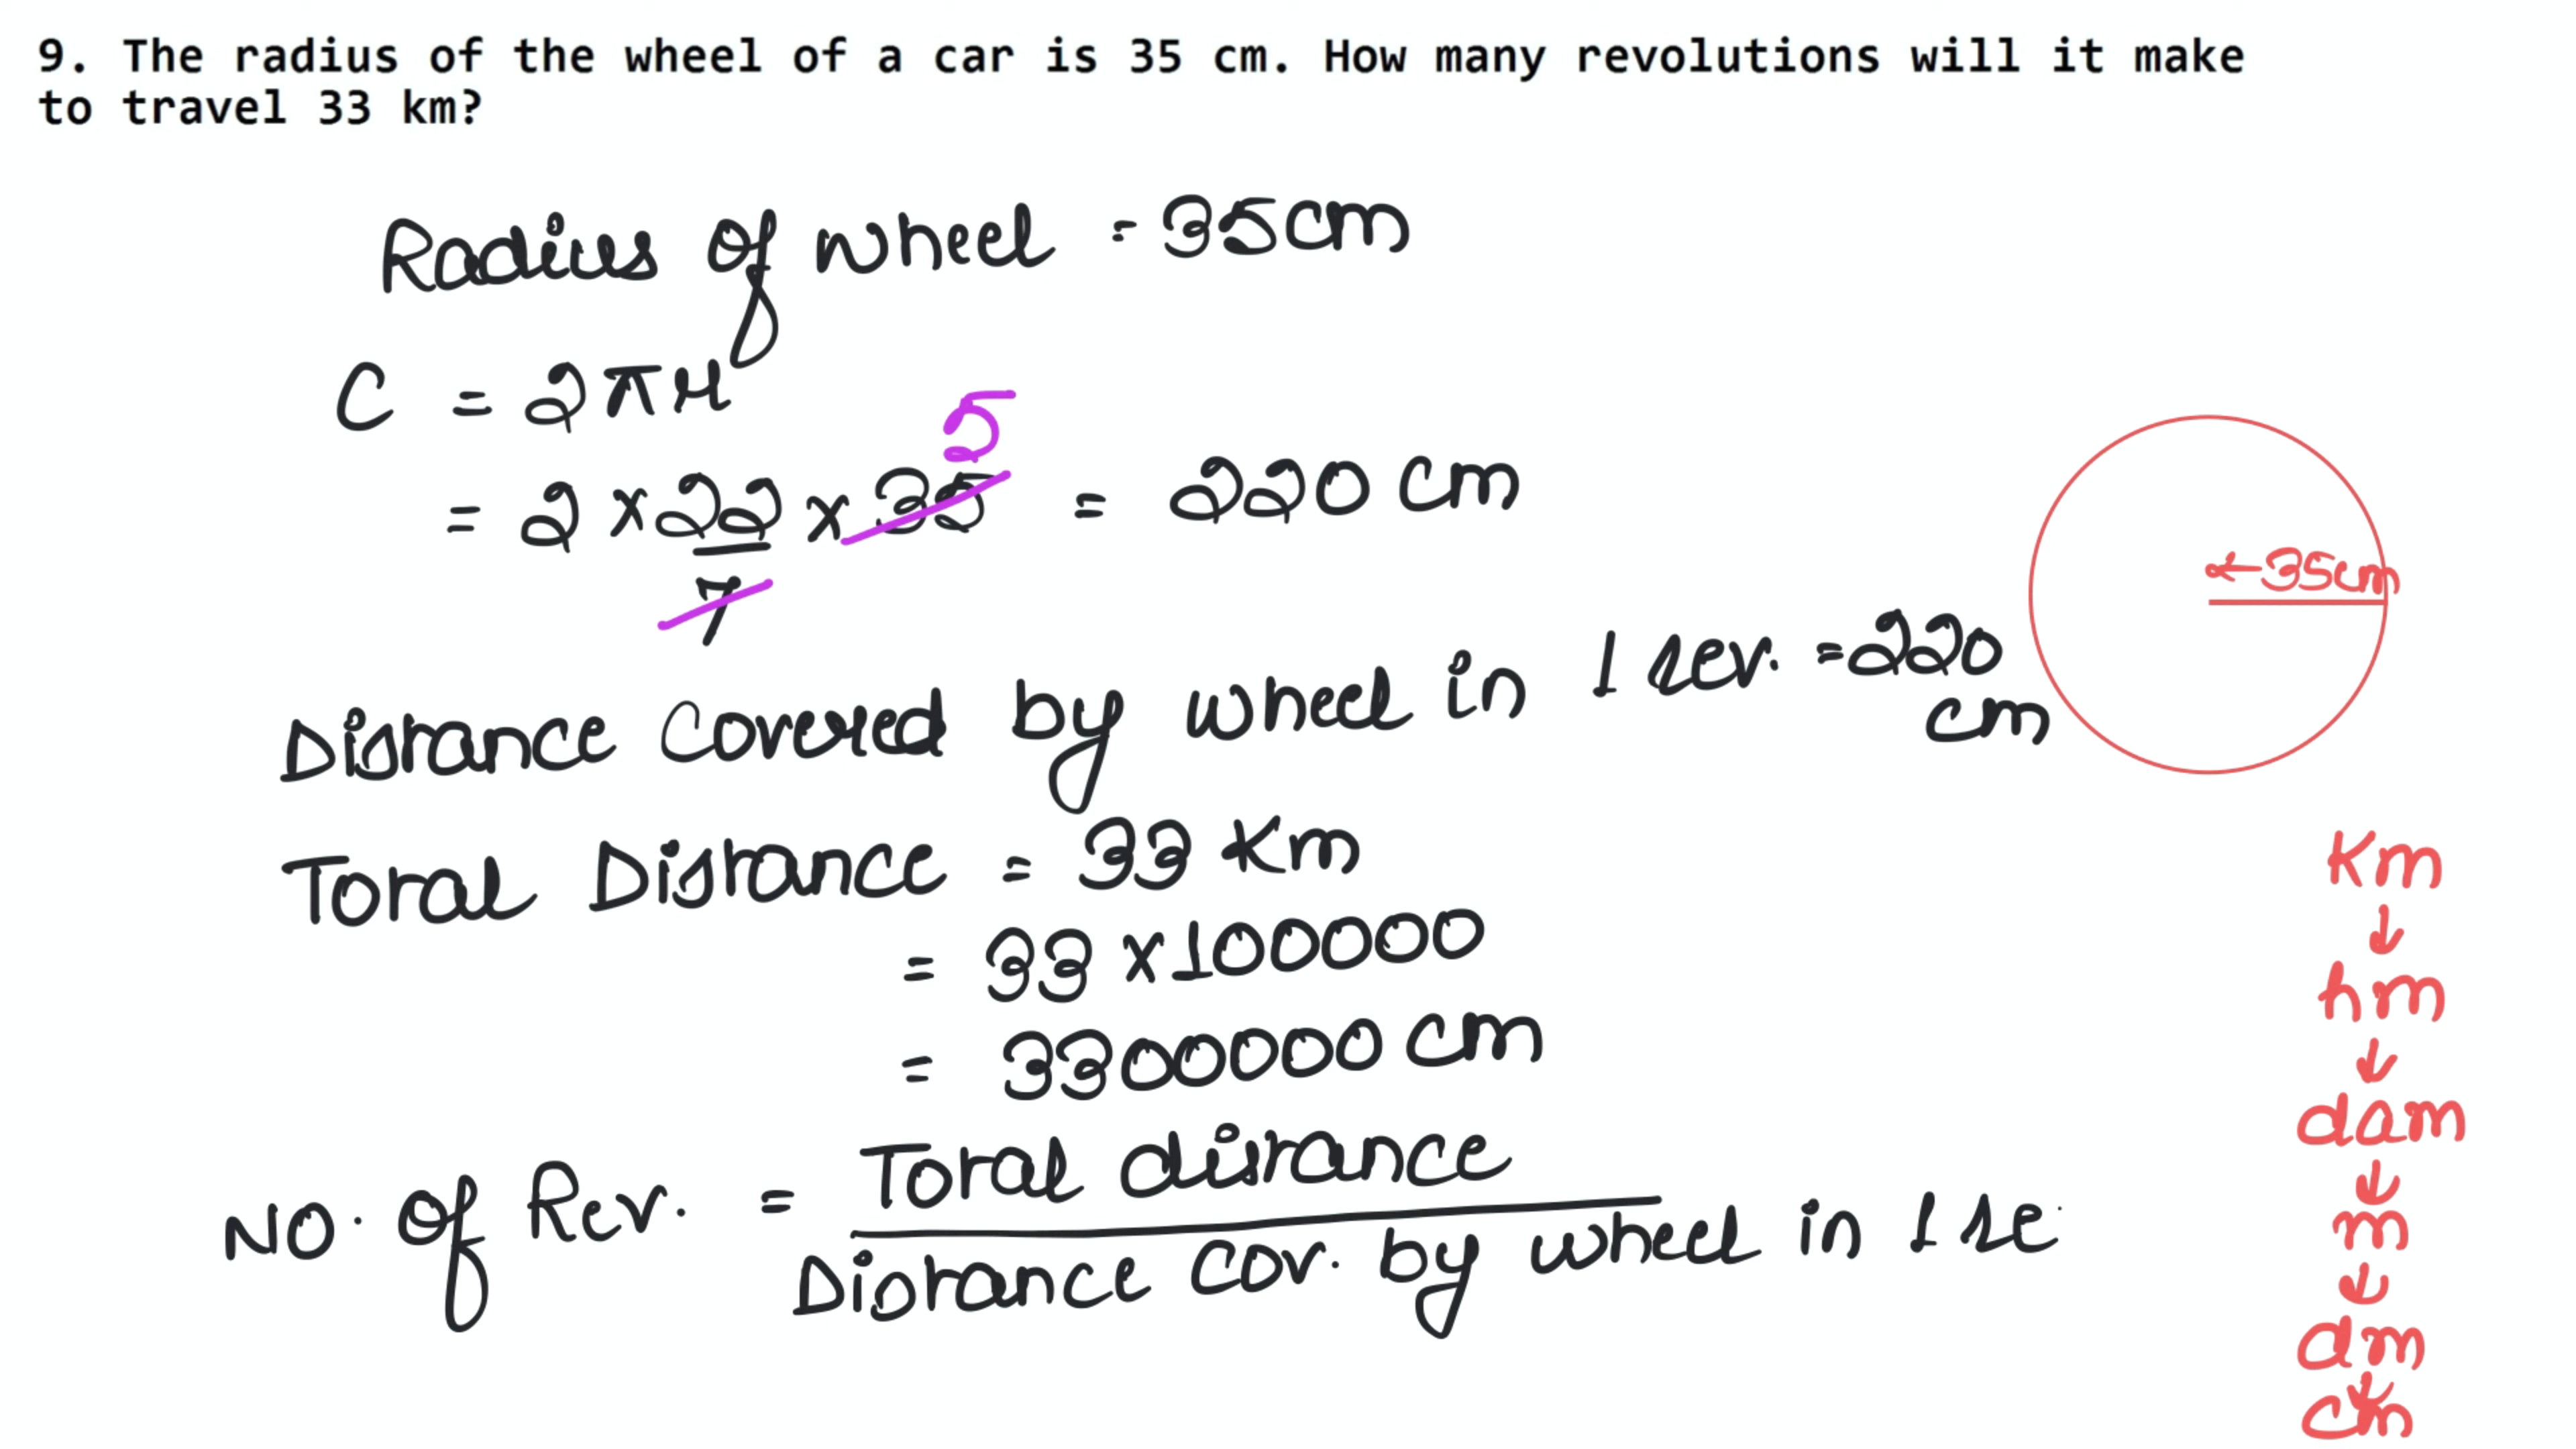 9. The radius of the wheel of a car is 35 cm. How many revolutions will it make
to travel 33 km?
Radius of wheel = 35cm
C = 2πr
5
= 2 × 22 × 35 = 220 cm
7
←35cm
Distance Covered by wheel in 1 rev. = 220
cm
Total Distance = 33 Km
= 33 × 100000
= 3300000 cm
No. of Rev. = Total distance
Distance cov. by wheel in 1 re
Km
↓
hm
↓
dam
↓
m
↓
dm
↓
cm